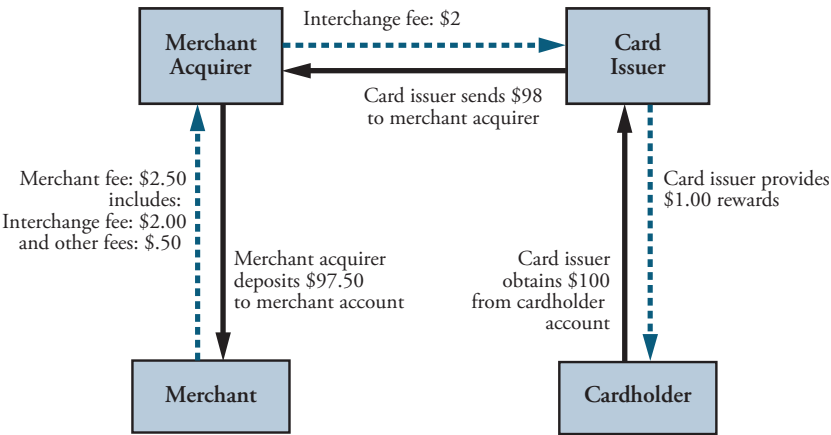 Interchange fee: $2
Merchant
Acquirer
Card
Issuer
Card issuer sends $98
to merchant acquirer
Merchant fee: $2.50
includes:
Interchange fee: $2.00
and other fees: $.50
Merchant acquirer
deposits $97.50
to merchant account
Card issuer
obtains $100
from cardholder
account
Card issuer provides
$1.00 rewards
Merchant
Cardholder